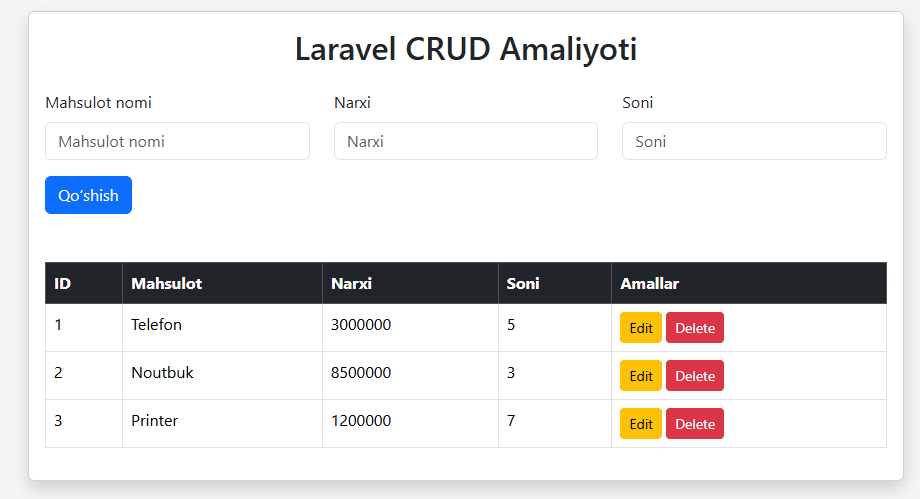 Laravel CRUD Amaliyoti
Mahsulot nomi Narxi Soni
Mahsulot nomi Narxi Soni
Qo‘shish
ID Mahsulot Narxi Soni Amallar
1 Telefon 3000000 5 Edit Delete
2 Noutbuk 8500000 3 Edit Delete
3 Printer 1200000 7 Edit Delete